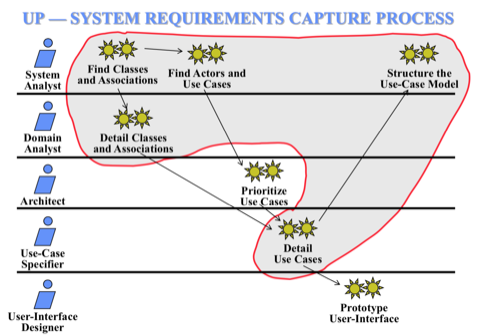 UP — SYSTEM REQUIREMENTS CAPTURE PROCESS
System
Analyst
Find Classes
and Associations
Find Actors and
Use Cases
Structure the
Use-Case Model
Domain
Analyst
Detail Classes
and Associations
Architect
Prioritize
Use Cases
Use-Case
Specifier
Detail
Use Cases
User-Interface
Designer
Prototype
User-Interface